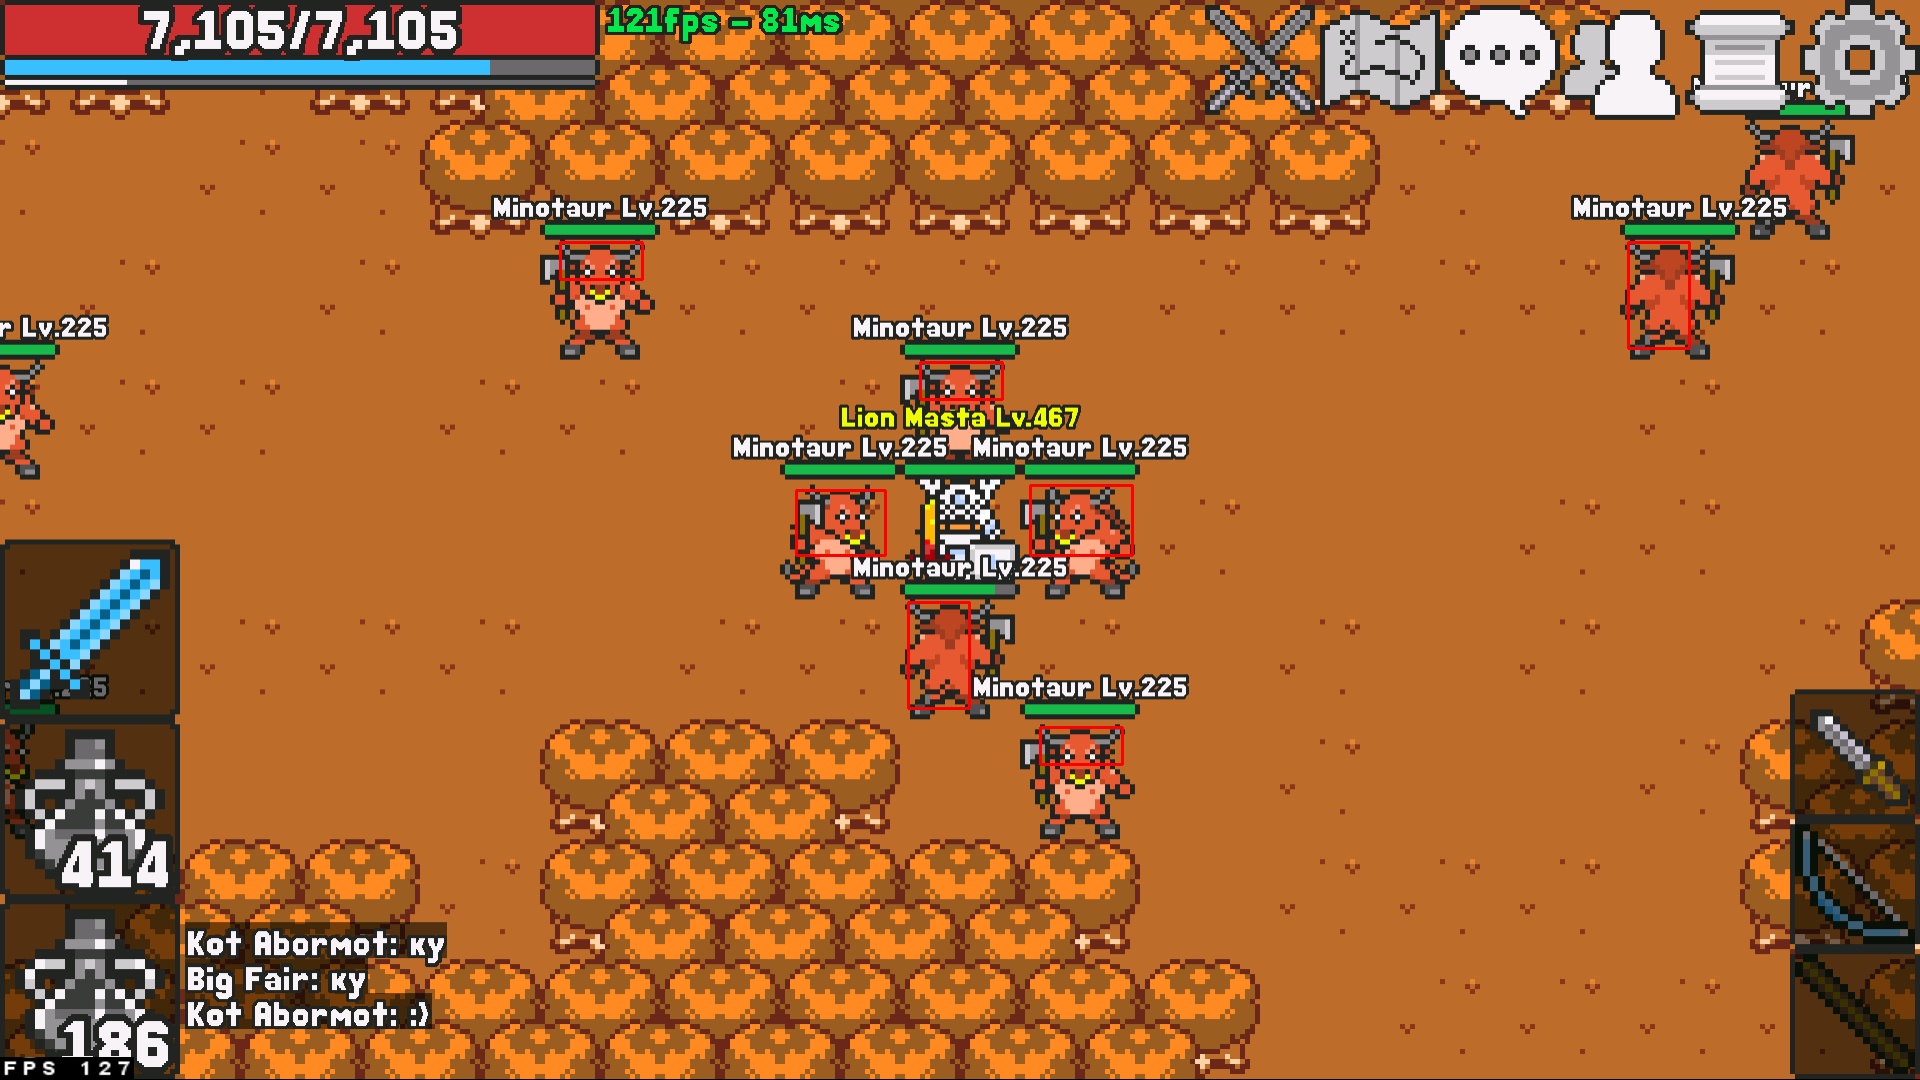 7,105/7,105
121fps - 81ms
ur
Minotaur Lv.225
Minotaur Lv.225
r Lv.225
Minotaur Lv.225
Lion Masta Lv.467
Minotaur Lv.225
Minotaur Lv.225
Minotaur Lv.225
Minotaur Lv.225
414
Kot Abormot: ку
Big Fair: ку
Kot Abormot: :)
186
FPS 127